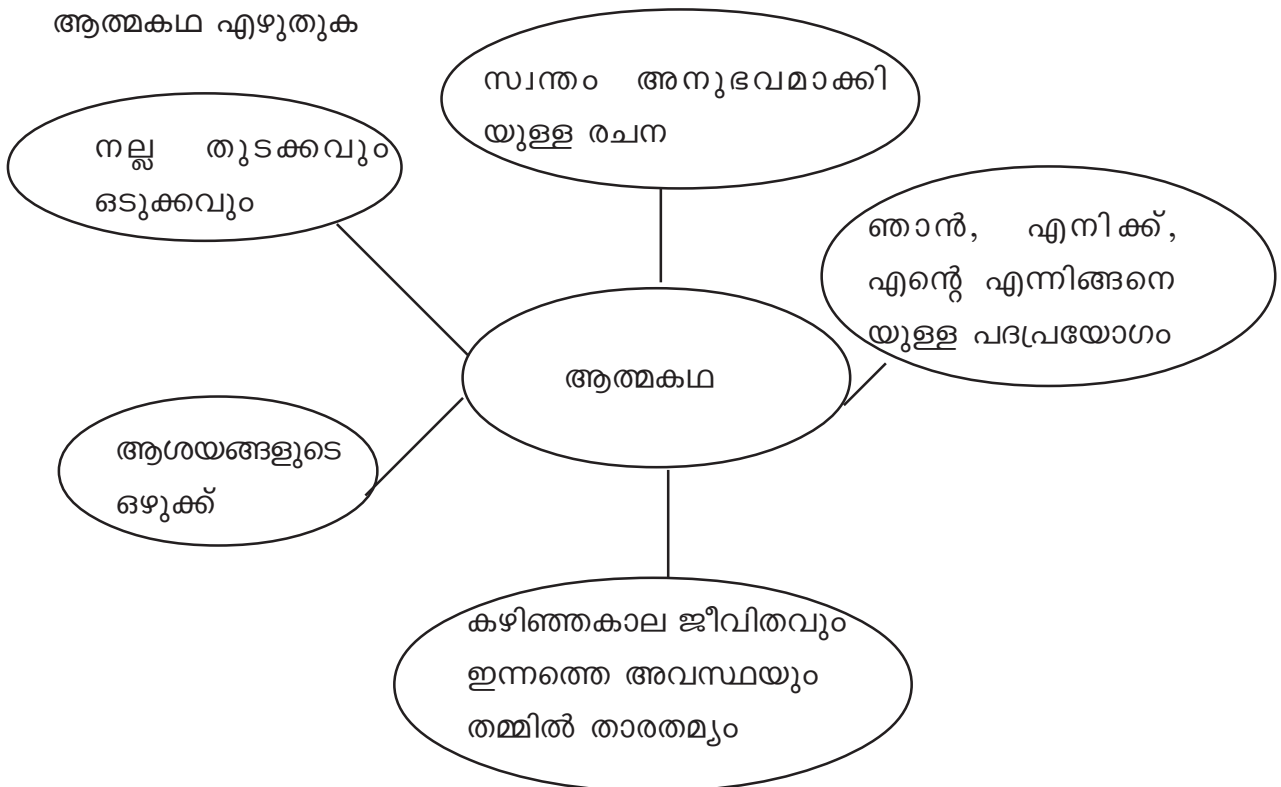 ആത്മകഥ എഴുതുക
സ്വന്തം അനുഭവമാക്കി
യുള്ള രചന
നല്ല തുടക്കവും
ഒടുക്കവും
ഞാൻ, എനിക്ക്,
എന്റെ എന്നിങ്ങനെ
യുള്ള പദപ്രയോഗം
ആത്മകഥ
ആശയങ്ങളുടെ
ഒഴുക്ക്
കഴിഞ്ഞകാല ജീവിതവും
ഇന്നത്തെ അവസ്ഥയും
തമ്മിൽ താരതമ്യം